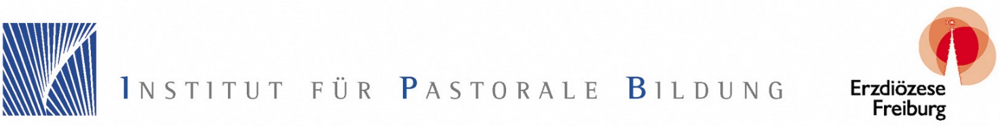 INSTITUT FÜR PASTORALE BILDUNG
Erzdiözese
Freiburg